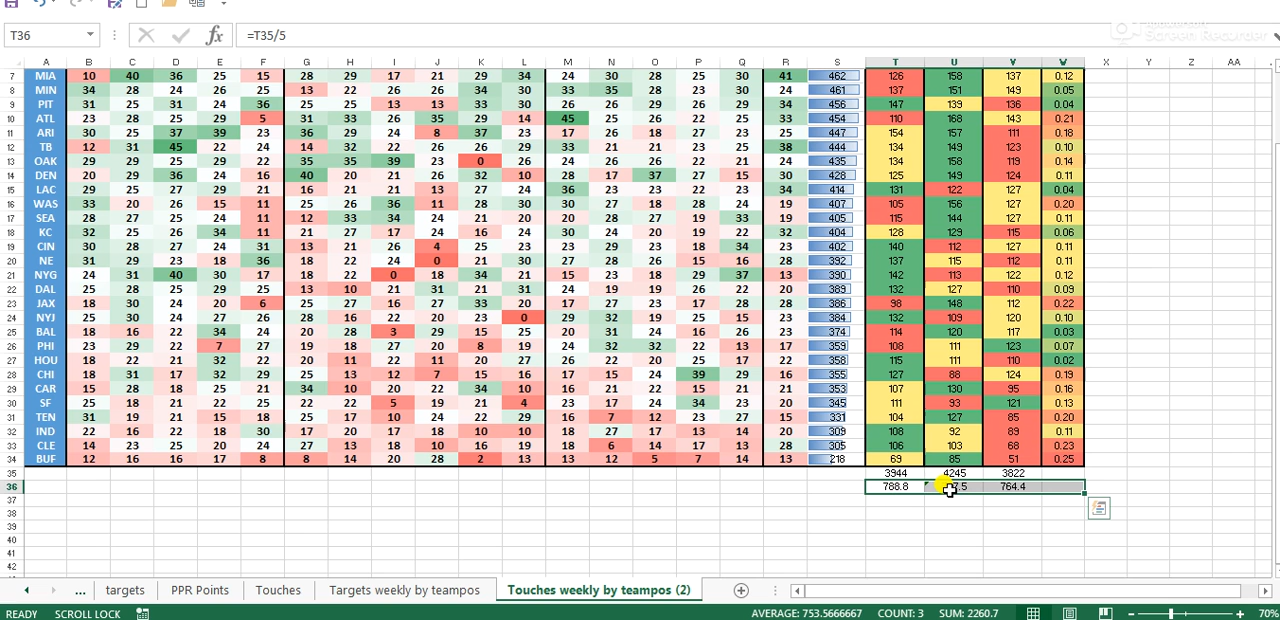 T36 =T35/5
Screen Recorder
A B C D E F G H I J K L M N O P Q R S T U V W X Y Z AA
7 MIA 10 40 36 25 15 28 29 17 21 29 34 24 30 28 25 30 41 462 126 158 137 0.12
8 MIN 34 28 24 26 25 13 22 26 26 34 30 33 35 28 23 30 24 461 137 151 149 0.05
9 PIT 31 25 31 24 36 25 25 13 13 33 30 26 26 29 26 29 34 456 147 139 136 0.04
10 ATL 23 28 25 29 5 31 33 26 35 29 14 45 25 26 22 25 33 454 110 168 143 0.21
11 ARI 30 25 37 39 23 36 29 24 8 37 23 17 26 18 27 23 25 447 154 157 111 0.18
12 TB 12 31 45 22 24 14 32 22 26 26 29 33 21 21 23 25 38 444 134 149 123 0.10
13 OAK 29 29 25 29 22 35 35 39 23 0 26 24 26 26 22 21 24 435 134 158 119 0.14
14 DEN 20 29 36 24 16 40 20 21 26 32 10 28 17 37 27 15 30 428 125 149 124 0.11
15 LAC 29 25 27 29 21 16 21 21 13 27 24 36 23 23 22 23 34 414 131 122 127 0.04
16 WAS 33 20 26 15 11 25 26 36 11 28 30 30 27 18 28 24 19 407 105 156 127 0.20
17 SEA 28 27 25 24 11 12 33 34 24 21 20 20 28 27 19 33 19 405 115 144 127 0.11
18 KC 32 25 26 34 11 21 27 17 24 16 24 30 24 20 19 22 32 404 128 129 115 0.06
19 CIN 30 28 27 24 31 13 21 26 4 25 23 23 29 23 18 34 23 402 140 112 127 0.11
20 NE 31 29 23 18 36 22 24 24 0 21 30 27 28 26 15 16 28 392 137 115 112 0.11
21 NYG 24 31 40 30 17 18 22 0 18 34 21 15 23 18 29 37 13 390 142 113 122 0.12
22 DAL 25 28 25 29 25 13 10 21 31 21 31 24 19 19 26 22 20 389 132 127 110 0.09
23 JAX 18 30 24 20 6 25 27 16 27 33 20 17 27 23 17 28 28 386 98 148 112 0.22
24 NYJ 25 30 24 27 26 28 16 22 20 23 0 29 32 19 25 15 23 384 132 109 120 0.10
25 BAL 18 16 22 34 24 20 28 3 29 15 25 20 31 24 16 26 23 374 114 120 117 0.03
26 PHI 23 29 22 7 27 19 18 27 20 8 19 24 32 32 22 13 17 359 108 111 123 0.07
27 HOU 18 22 21 32 22 20 11 22 11 20 27 26 22 20 25 17 22 358 115 111 110 0.02
28 CHI 18 31 17 32 29 25 13 12 7 15 16 17 15 24 39 29 16 355 127 88 124 0.19
29 CAR 15 28 18 25 21 34 10 20 22 34 10 16 21 22 15 21 21 353 107 130 95 0.16
30 SF 25 18 21 22 25 22 22 5 19 21 4 23 17 24 34 23 20 345 111 93 121 0.13
31 TEN 31 19 21 15 18 25 17 10 24 22 29 16 7 12 23 27 15 331 104 127 85 0.20
32 IND 22 16 22 18 30 17 20 17 18 10 10 18 27 17 13 14 20 309 108 92 89 0.11
33 CLE 14 23 25 20 24 27 13 18 10 16 19 18 6 14 17 13 28 305 106 103 68 0.23
34 BUF 12 16 16 17 8 8 14 20 28 2 13 13 12 5 7 14 13 218 69 85 51 0.25
35 3944 4245 3822
36 788.8 7.5 764.4
37
38
39
40
41
42
... targets PPR Points Touches Targets weekly by teampos Touches weekly by teampos (2)
READY SCROLL LOCK AVERAGE: 753.5666667 COUNT: 3 SUM: 2260.7 70%